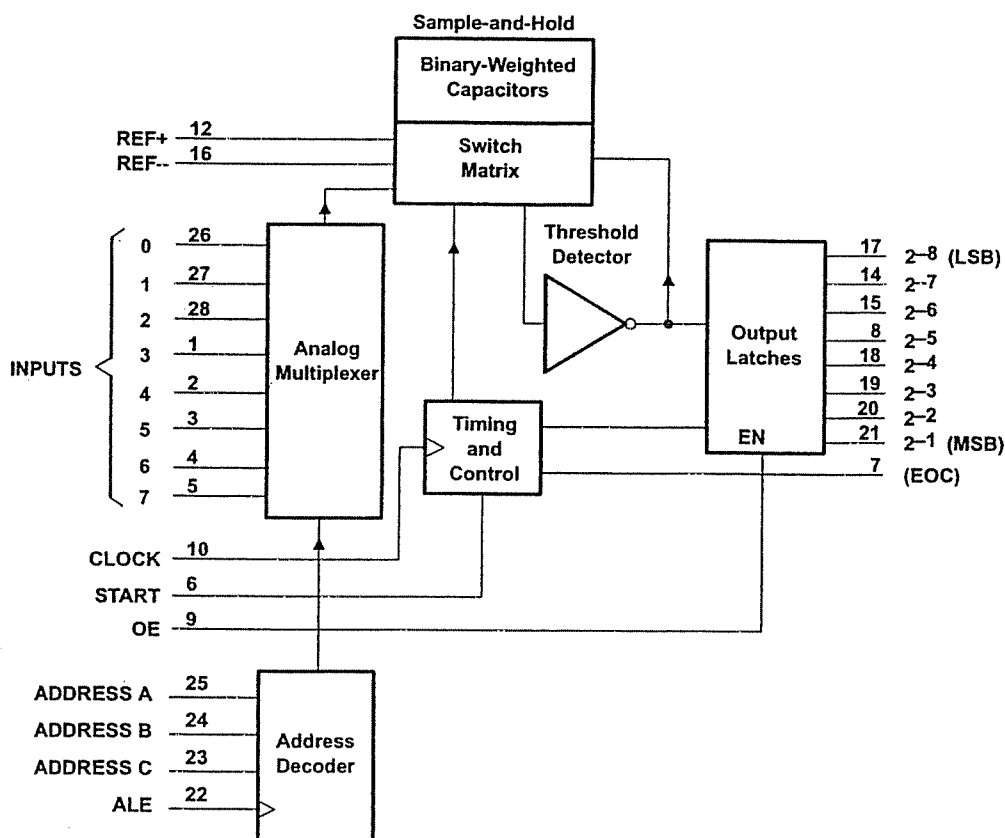 Sample-and-Hold
Binary-Weighted
Capacitors
Switch
Matrix
REF+ 12
REF-- 16
INPUTS
0 26
1 27
2 28
3 1
4 2
5 3
6 4
7 5
Analog
Multiplexer
Threshold
Detector
Timing
and
Control
Output
Latches
EN
17 2–8 (LSB)
14 2–7
15 2–6
8 2–5
18 2–4
19 2–3
20 2–2
21 2–1 (MSB)
7 (EOC)
CLOCK 10
START 6
OE 9
ADDRESS A 25
ADDRESS B 24
ADDRESS C 23
ALE 22
Address
Decoder